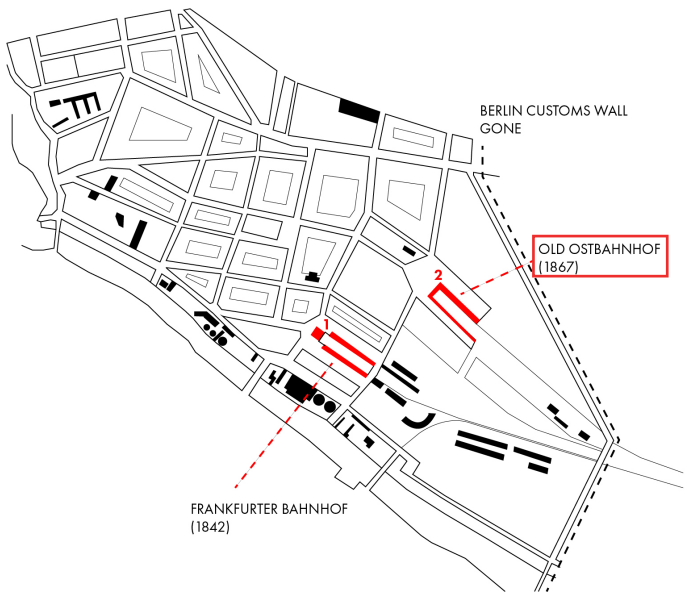 BERLIN CUSTOMS WALL
GONE
OLD OSTBAHNHOF
(1867)
2
1
FRANKFURTER BAHNHOF
(1842)